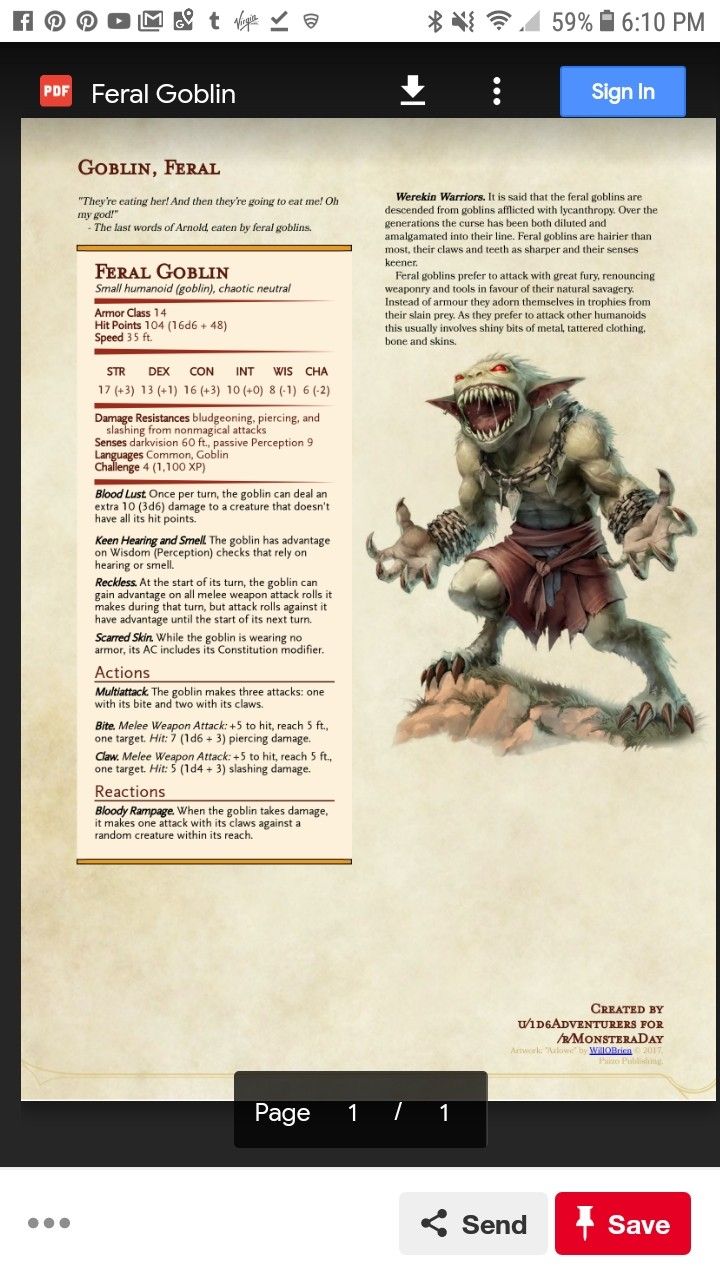 59% 6:10 PM
PDF Feral Goblin
Sign In
Goblin, Feral
"They're eating her! And then they're going to eat me! Oh
my god!"
- The last words of Arnold, eaten by feral goblins.
Feral Goblin
Small humanoid (goblin), chaotic neutral
Armor Class 14
Hit Points 104 (16d6 + 48)
Speed 35 ft.
STR DEX CON INT WIS CHA
17 (+3) 13 (+1) 16 (+3) 10 (+0) 8 (-1) 6 (-2)
Damage Resistances bludgeoning, piercing, and
slashing from nonmagical attacks
Senses darkvision 60 ft., passive Perception 9
Languages Common, Goblin
Challenge 4 (1,100 XP)
Blood Lust. Once per turn, the goblin can deal an
extra 10 (3d6) damage to a creature that doesn't
have all its hit points.
Keen Hearing and Smell. The goblin has advantage
on Wisdom (Perception) checks that rely on
hearing or smell.
Reckless. At the start of its turn, the goblin can
gain advantage on all melee weapon attack rolls it
makes during that turn, but attack rolls against it
have advantage until the start of its next turn.
Scarred Skin. While the goblin is wearing no
armor, its AC includes its Constitution modifier.
Actions
Multiattack. The goblin makes three attacks: one
with its bite and two with its claws.
Bite. Melee Weapon Attack: +5 to hit, reach 5 ft.,
one target. Hit: 7 (1d6 + 3) piercing damage.
Claw. Melee Weapon Attack: +5 to hit, reach 5 ft.,
one target. Hit: 5 (1d4 + 3) slashing damage.
Reactions
Bloody Rampage. When the goblin takes damage,
it makes one attack with its claws against a
random creature within its reach.
Werekin Warriors. It is said that the feral goblins are
descended from goblins afflicted with lycanthropy. Over the
generations the curse has been both diluted and
amalgamated into their line. Feral goblins are hairier than
most, their claws and teeth as sharper and their senses
keener.
Feral goblins prefer to attack with great fury, renouncing
weaponry and tools in favour of their natural savagery.
Instead of armour they adorn themselves in trophies from
their slain prey. As they prefer to attack other humanoids
this usually involves shiny bits of metal, tattered clothing,
bone and skins.
Created by
u/1d6Adventurers for
/r/MonsteraDay
Artwork: "Azlowe" by WillOBrien © 2017,
Paizo Publishing.
Page 1 / 1
Send
Save